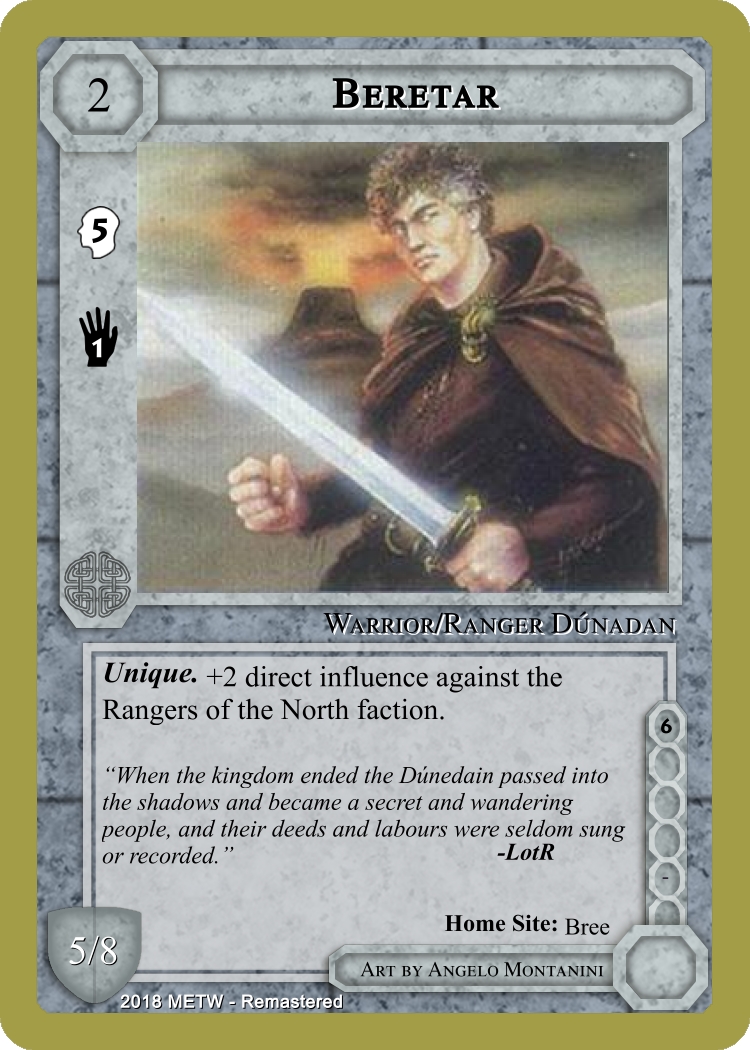 2
BERETAR
5
1
WARRIOR/RANGER DÚNADAN
Unique. +2 direct influence against the
Rangers of the North faction.
6
“When the kingdom ended the Dúnedain passed into
the shadows and became a secret and wandering
people, and their deeds and labours were seldom sung
or recorded.” -LotR
-
Home Site: Bree
5/8
ART BY ANGELO MONTANINI
2018 METW - Remastered